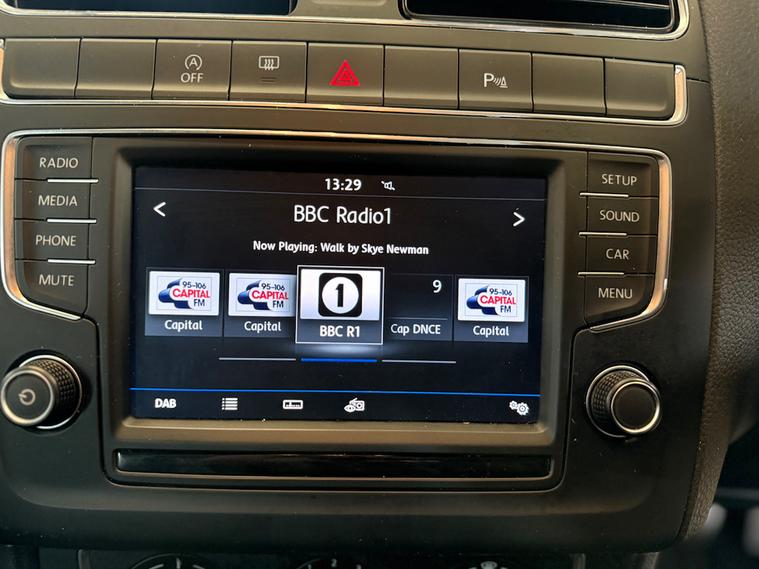 A
OFF
P
RADIO
MEDIA
PHONE
MUTE
13:29
BBC Radio1
Now Playing: Walk by Skye Newman
95-106
CAPITAL
FM
Capital
95-106
CAPITAL
FM
Capital
1
BBC R1
9
Cap DNCE
95-106
CAPITAL
FM
Capital
DAB
SETUP
SOUND
CAR
MENU